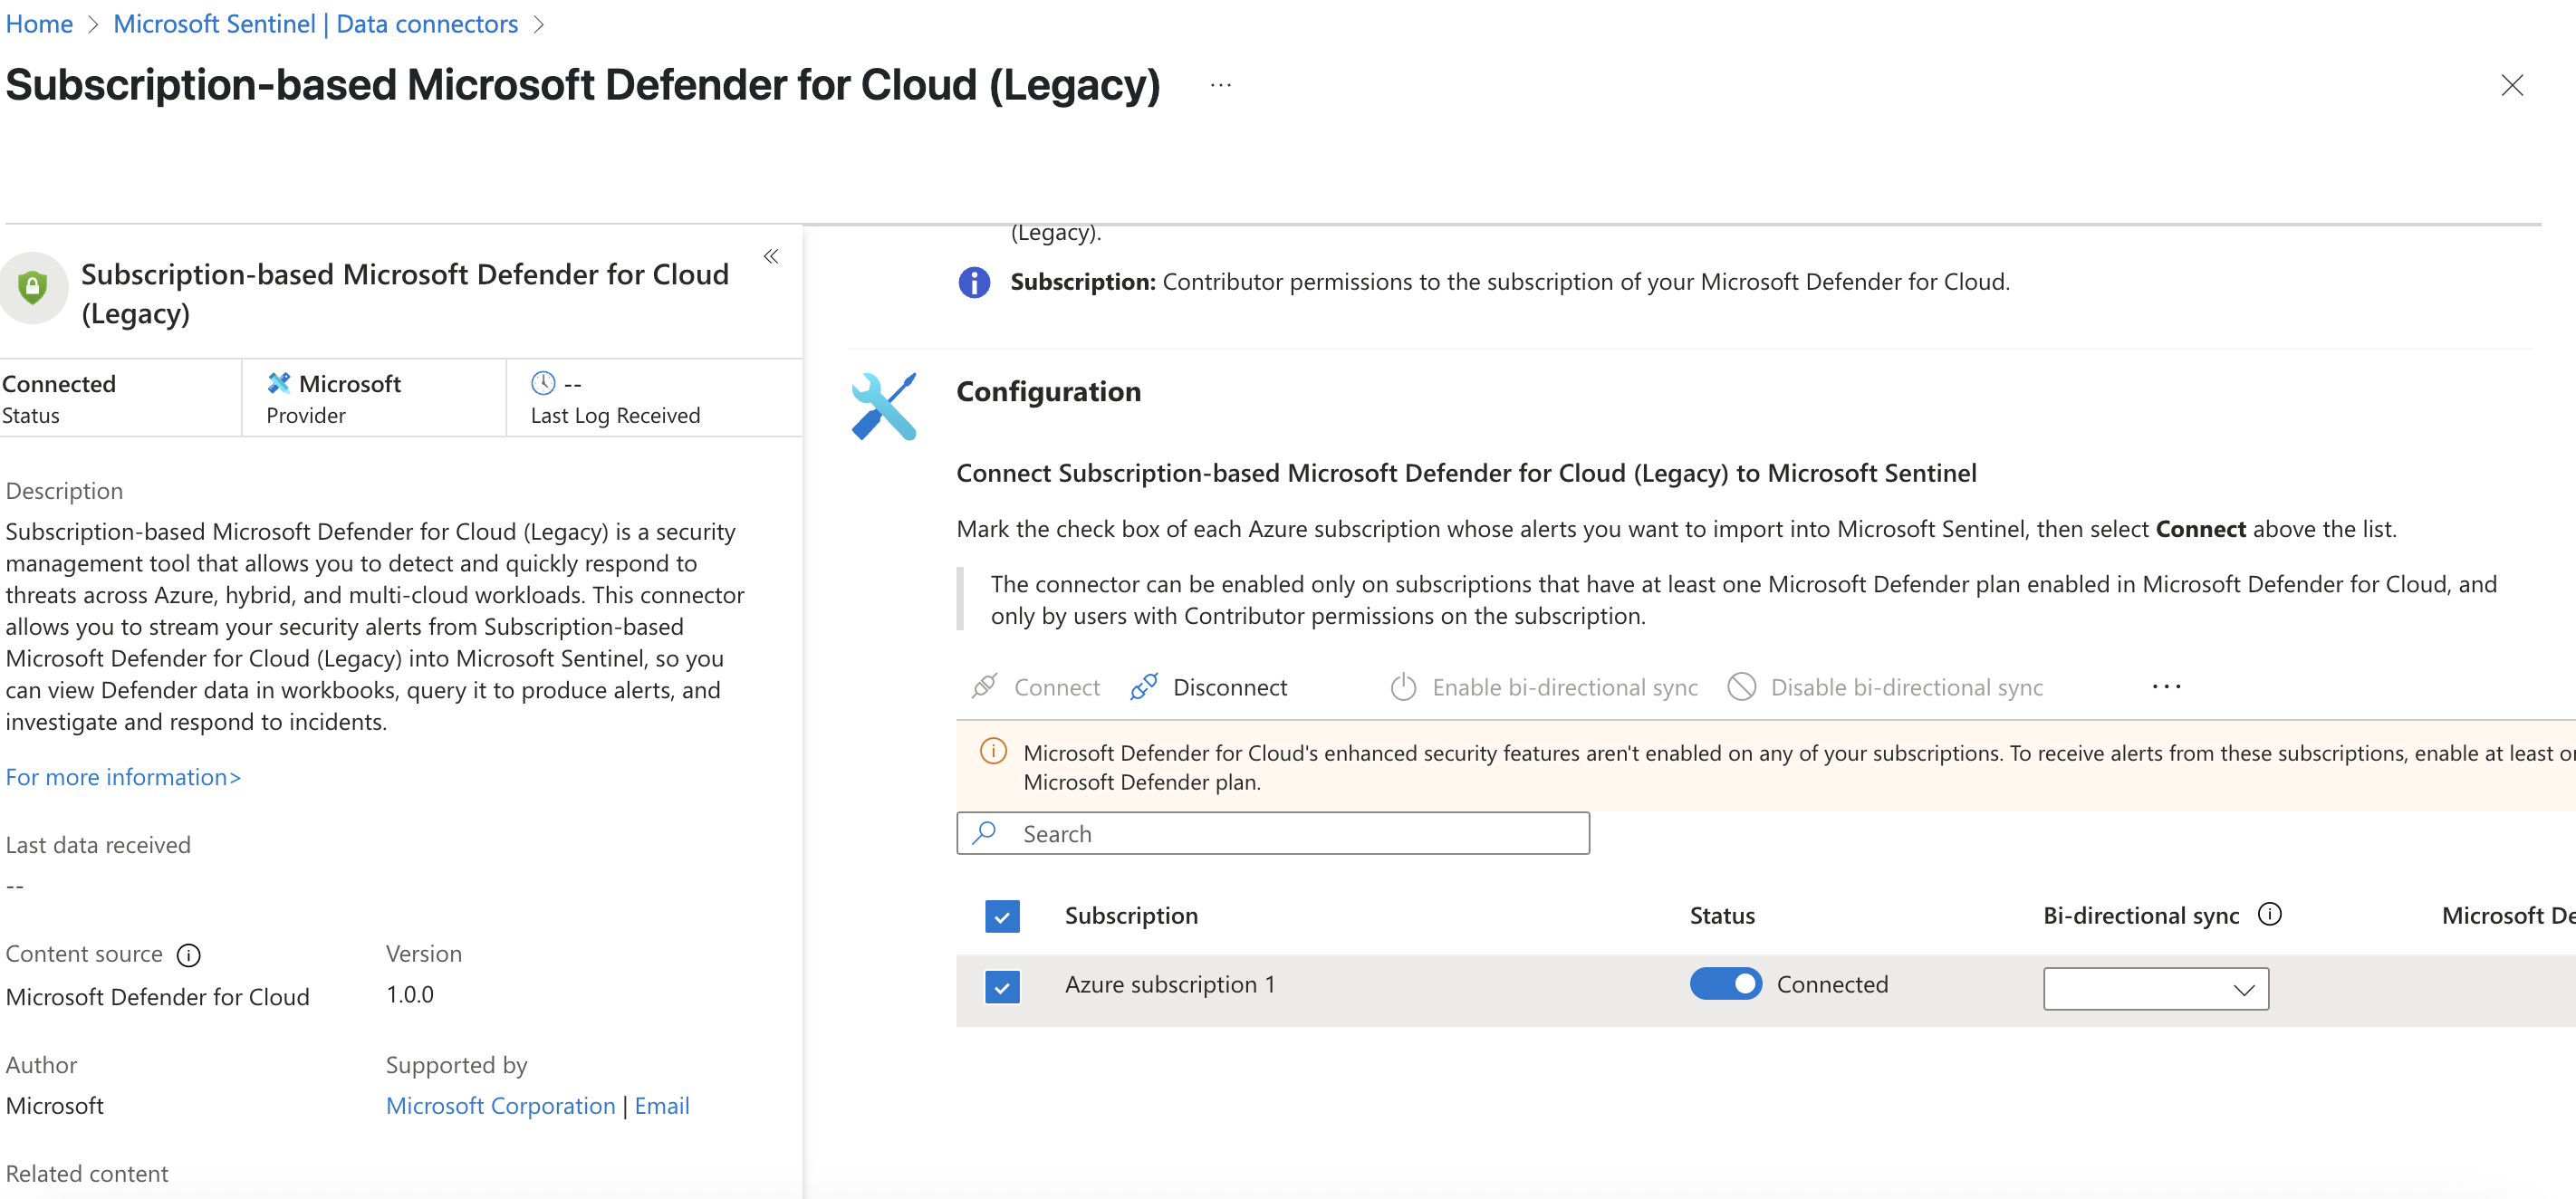 Home > Microsoft Sentinel | Data connectors >
Subscription-based Microsoft Defender for Cloud (Legacy) ...
Subscription-based Microsoft Defender for Cloud
(Legacy)
Connected
Status
Microsoft
Provider
--
Last Log Received
Description
Subscription-based Microsoft Defender for Cloud (Legacy) is a security
management tool that allows you to detect and quickly respond to
threats across Azure, hybrid, and multi-cloud workloads. This connector
allows you to stream your security alerts from Subscription-based
Microsoft Defender for Cloud (Legacy) into Microsoft Sentinel, so you
can view Defender data in workbooks, query it to produce alerts, and
investigate and respond to incidents.
For more information>
Last data received
--
Content source
Version
Microsoft Defender for Cloud
1.0.0
Author
Supported by
Microsoft
Microsoft Corporation | Email
Related content
(Legacy).
Subscription: Contributor permissions to the subscription of your Microsoft Defender for Cloud.
Configuration
Connect Subscription-based Microsoft Defender for Cloud (Legacy) to Microsoft Sentinel
Mark the check box of each Azure subscription whose alerts you want to import into Microsoft Sentinel, then select Connect above the list.
The connector can be enabled only on subscriptions that have at least one Microsoft Defender plan enabled in Microsoft Defender for Cloud, and
only by users with Contributor permissions on the subscription.
Connect Disconnect Enable bi-directional sync Disable bi-directional sync ...
Microsoft Defender for Cloud's enhanced security features aren't enabled on any of your subscriptions. To receive alerts from these subscriptions, enable at least
Microsoft Defender plan.
Search
Subscription Status Bi-directional sync Microsoft
Azure subscription 1 Connected